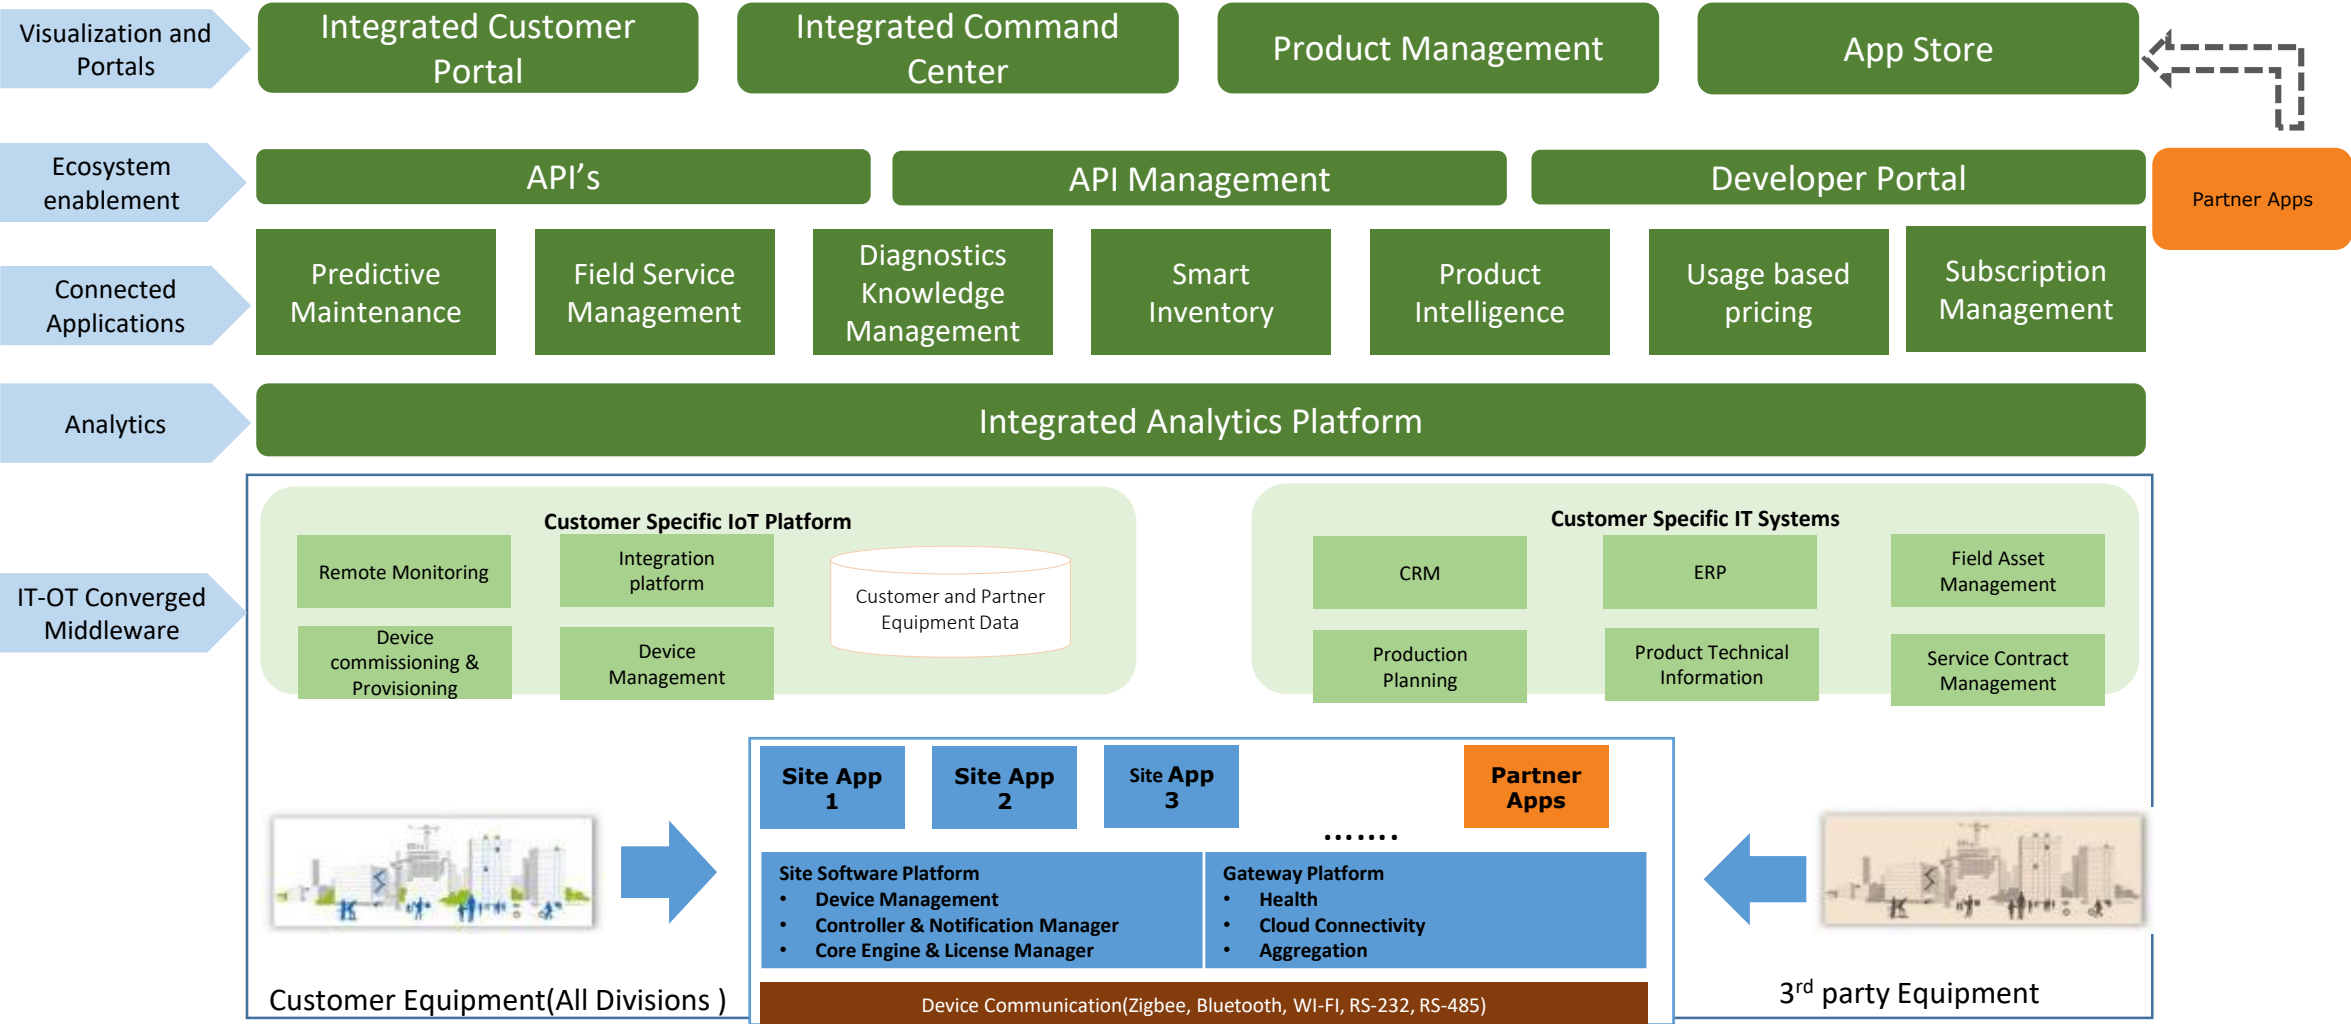 Visualization and
Portals
Integrated Customer
Portal
Integrated Command
Center
Product Management
App Store
Ecosystem
enablement
API's
API Management
Developer Portal
Partner Apps
Connected
Applications
Predictive
Maintenance
Field Service
Management
Diagnostics
Knowledge
Management
Smart
Inventory
Product
Intelligence
Usage based
pricing
Subscription
Management
Analytics
Integrated Analytics Platform
IT-OT Converged
Middleware
Customer Specific IoT Platform
Remote Monitoring
Integration
platform
Customer and Partner
Equipment Data
Device
commissioning &
Provisioning
Device
Management
Customer Specific IT Systems
CRM
ERP
Field Asset
Management
Production
Planning
Product Technical
Information
Service Contract
Management
Site App
1
Site App
2
Site App
3
.......
Partner
Apps
Site Software Platform
• Device Management
• Controller & Notification Manager
• Core Engine & License Manager
Gateway Platform
• Health
• Cloud Connectivity
• Aggregation
Customer Equipment(All Divisions )
Device Communication(Zigbee, Bluetooth, WI-FI, RS-232, RS-485)
3rd party Equipment